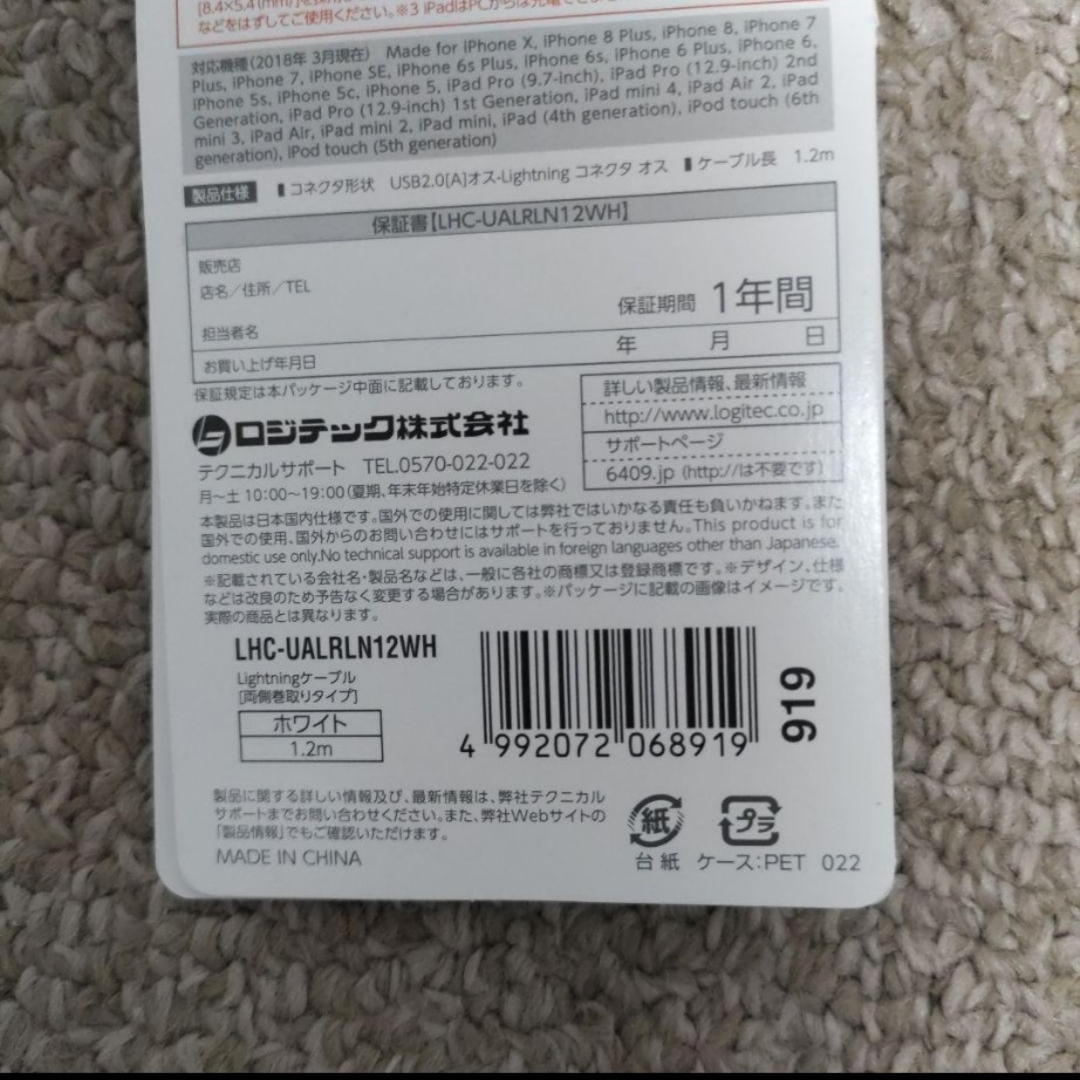 [8.4×5.4(mm)]を
などをはずしてご使用ください。※3 iPadはPCからは充電でき
対応機種(2018年 3月現在) Made for iPhone X, iPhone 8 Plus, iPhone 8, iPhone 7
Plus, iPhone 7, iPhone SE, iPhone 6s Plus, iPhone 6s, iPhone 6 Plus, iPhone 6,
iPhone 5s, iPhone 5c, iPhone 5, iPad Pro (9.7-inch), iPad Pro (12.9-inch) 2nd
Generation, iPad Pro (12.9-inch) 1st Generation, iPad mini 4, iPad Air 2, iPad
mini 3, iPad Air, iPad mini 2, iPad mini, iPad (4th generation), iPod touch (6th
generation), iPod touch (5th generation)
製品仕様 ▮コネクタ形状 USB2.0[A]オス-Lightning コネクタ オス ▮ケーブル長 1.2m
保証書【LHC-UALRLN12WH】
販売店
店名/住所/TEL
保証期間 1年間
担当者名
お買い上げ年月日 年 月 日
保証規定は本パッケージ中面に記載しております。
詳しい製品情報、最新情報
http://www.logitec.co.jp
サポートページ
6409.jp (http://は不要です)
ロジテック株式会社
テクニカルサポート TEL.0570-022-022
月~土 10:00~19:00(夏期、年末年始特定休業日を除く)
本製品は日本国内仕様です。国外での使用に関しては弊社ではいかなる責任も負いかねます。また
国外での使用、国外からのお問い合わせにはサポートを行っておりません。This product is for
domestic use only.No technical support is available in foreign languages other than Japanese.
※記載されている会社名・製品名などは、一般に各社の商標又は登録商標です。※デザイン、仕様
などは改良のため予告なく変更する場合があります。※パッケージに記載の画像はイメージです。
実際の商品とは異なります。
LHC-UALRLN12WH
Lightningケーブル
[両側巻取りタイプ]
ホワイト
1.2m
4 992072 068919
919
製品に関する詳しい情報及び、最新情報は、弊社テクニカル
サポートまでお問い合わせください。また、弊社Webサイトの
「製品情報」でもご確認いただけます。
MADE IN CHINA
紙 プラ
台紙 ケース:PET 022